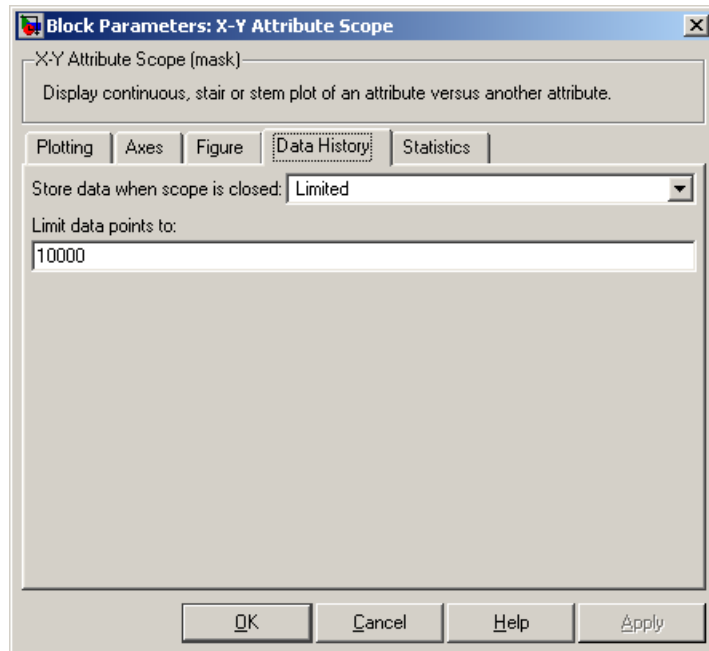 Block Parameters: X-Y Attribute Scope
X-Y Attribute Scope (mask)
Display continuous, stair or stem plot of an attribute versus another attribute.
Plotting Axes Figure Data History Statistics
Store data when scope is closed: Limited
Limit data points to:
10000
OK Cancel Help Apply